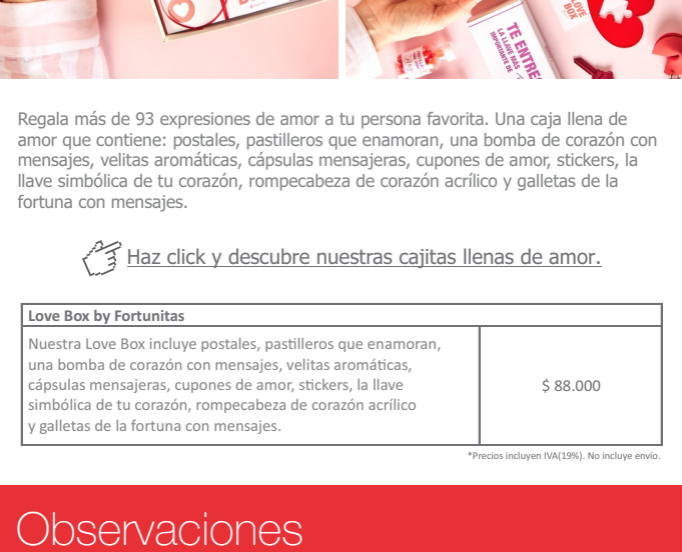 LOVE
BOX
TE ENTRE
LA LLAVE MÁS
IMPORTANTE DE
Regala más de 93 expresiones de amor a tu persona favorita. Una caja llena de
amor que contiene: postales, pastilleros que enamoran, una bomba de corazón con
mensajes, velitas aromáticas, cápsulas mensajeras, cupones de amor, stickers, la
llave simbólica de tu corazón, rompecabeza de corazón acrílico y galletas de la
fortuna con mensajes.
Haz click y descubre nuestras cajitas llenas de amor.
Love Box by Fortunitas
Nuestra Love Box incluye postales, pastilleros que enamoran,
una bomba de corazón con mensajes, velitas aromáticas,
cápsulas mensajeras, cupones de amor, stickers, la llave
simbólica de tu corazón, rompecabeza de corazón acrílico
y galletas de la fortuna con mensajes.
$ 88.000
*Precios incluyen IVA(19%). No incluye envío.
Observaciones